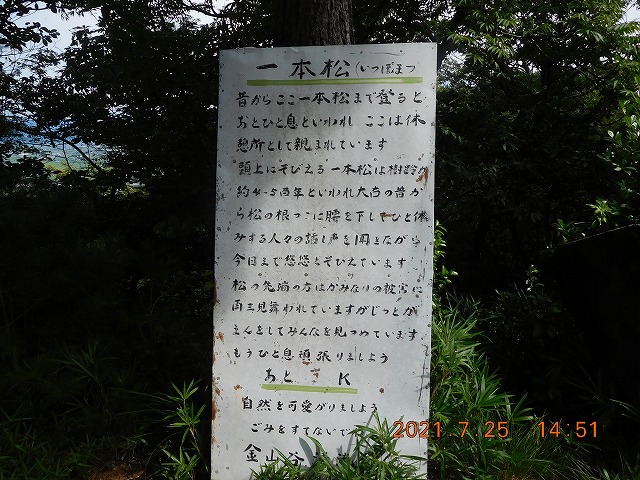 一本松 (いっぽまつ
昔からここ一本松まで登ると
おとひと息といわれ ここは休
憩所として親まれています
頭上にそびえる一本松は樹齢が
約4~5百年といわれ大古の昔か
ら松の根っこに腰を下してひと休
みする人々の話し声を聞きながら
今日まで悠悠とそびえています
松の先端の方はかみなりの被害に
再三見舞われていますがじっとが
まんをしてみんなを見つめています
もうひと息頑張りましよう
あと K
自然を可愛がりましよう
ごみをすてないで
金山谷
2021 7 25 14:51